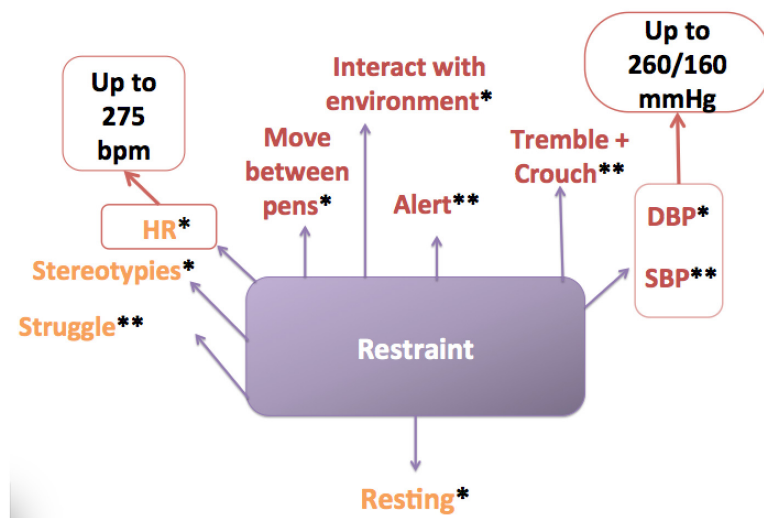 Up to
275
bpm
Interact with
environment*
Up to
260/160
mmHg
Move
between
pens*
Alert**
Tremble +
Crouch**
HR*
DBP*
SBP**
Stereotypies*
Struggle**
Restraint
Resting*